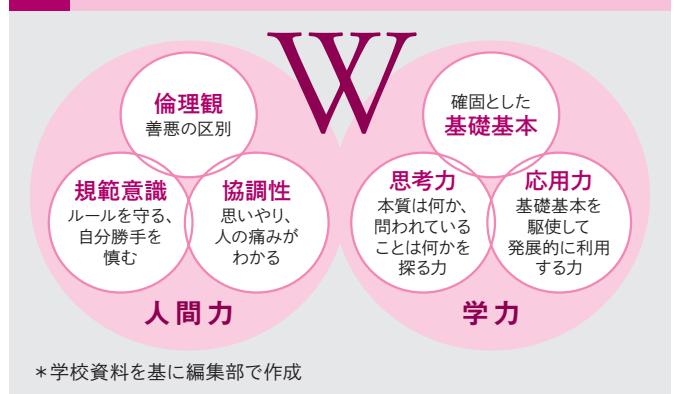 W
倫理観
善悪の区別
規範意識
ルールを守る、
自分勝手を
慎む
協調性
思いやり、
人の痛みが
わかる
人間力
確固とした
基礎基本
思考力
本質は何か、
問われている
ことは何かを
探る力
応用力
基礎基本を
駆使して
発展的に利用
する力
学力
＊学校資料を基に編集部で作成